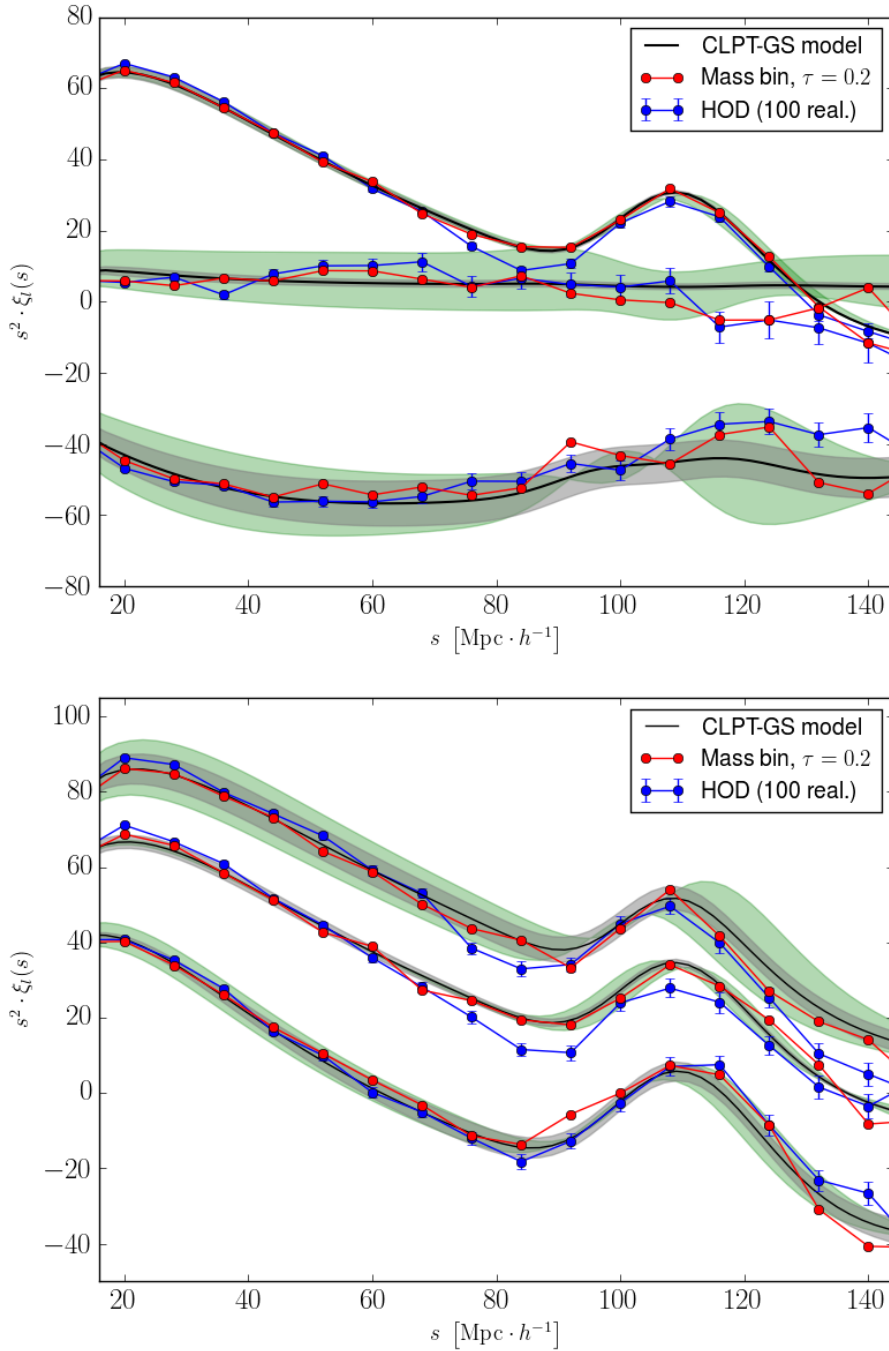 80
60
40
20
0
−20
−40
−60
−80
s² · ξₗ(s)
CLPT-GS model
Mass bin, τ = 0.2
HOD (100 real.)
20 40 60 80 100 120 140
s [Mpc · h⁻¹]
100
80
60
40
20
0
−20
−40
s² · ξₗ(s)
CLPT-GS model
Mass bin, τ = 0.2
HOD (100 real.)
20 40 60 80 100 120 140
s [Mpc · h⁻¹]